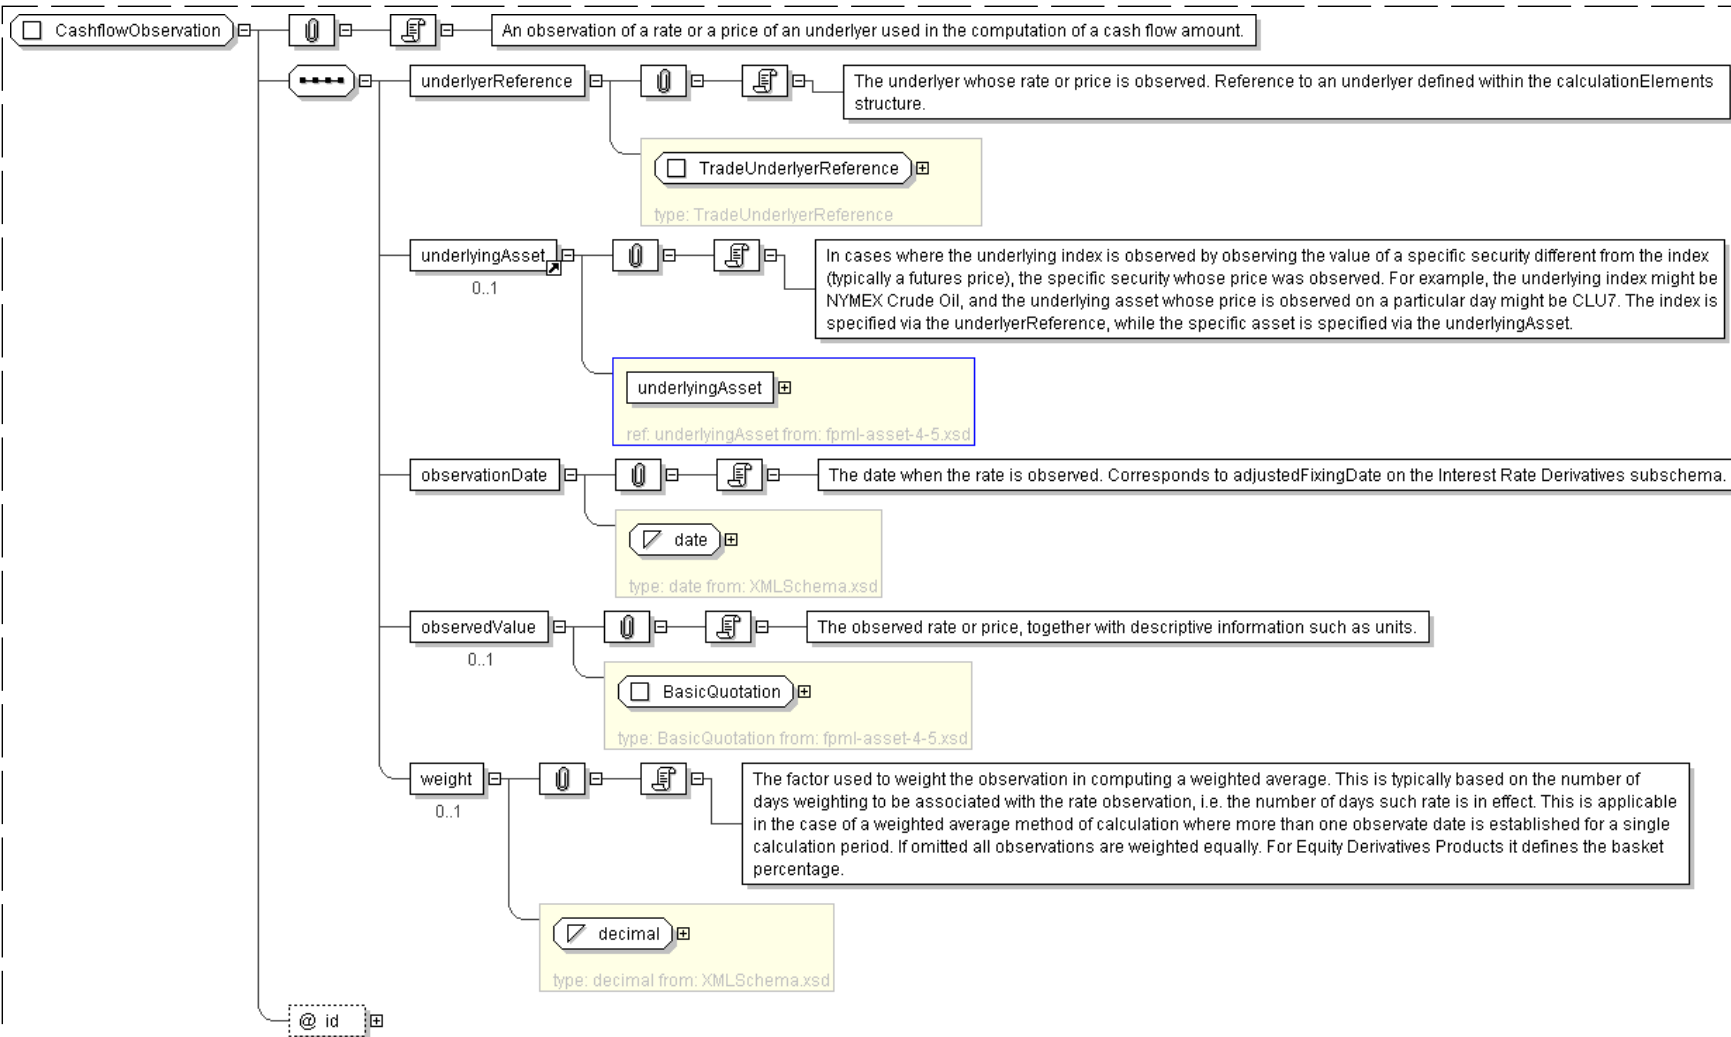 CashflowObservation
An observation of a rate or a price of an underlyer used in the computation of a cash flow amount.
underlyerReference
The underlyer whose rate or price is observed. Reference to an underlyer defined within the calculationElements
structure.
TradeUnderlyerReference
type: TradeUnderlyerReference
underlyingAsset
0..1
In cases where the underlying index is observed by observing the value of a specific security different from the index
(typically a futures price), the specific security whose price was observed. For example, the underlying index might be
NYMEX Crude Oil, and the underlying asset whose price is observed on a particular day might be CLU7. The index is
specified via the underlyerReference, while the specific asset is specified via the underlyingAsset.
underlyingAsset
ref: underlyingAsset from: fpml-asset-4-5.xsd
observationDate
The date when the rate is observed. Corresponds to adjustedFixingDate on the Interest Rate Derivatives subschema.
date
type: date from: XMLSchema.xsd
observedValue
0..1
The observed rate or price, together with descriptive information such as units.
BasicQuotation
type: BasicQuotation from: fpml-asset-4-5.xsd
weight
0..1
The factor used to weight the observation in computing a weighted average. This is typically based on the number of
days weighting to be associated with the rate observation, i.e. the number of days such rate is in effect. This is applicable
in the case of a weighted average method of calculation where more than one observate date is established for a single
calculation period. If omitted all observations are weighted equally. For Equity Derivatives Products it defines the basket
percentage.
decimal
type: decimal from: XMLSchema.xsd
@ id